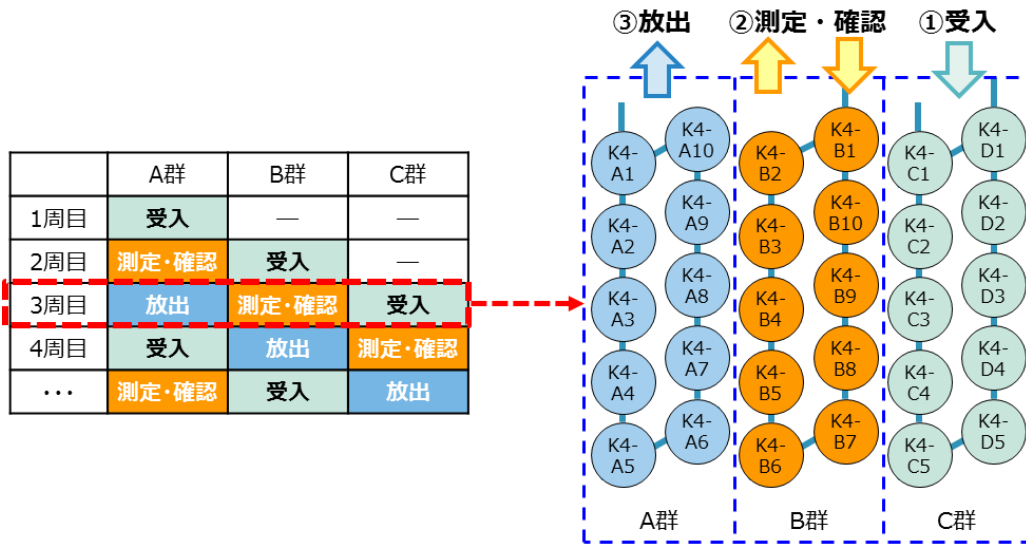 ③放出 ②測定・確認 ①受入
A群 B群 C群
1周目 受入 — —
2周目 測定・確認 受入 —
3周目 放出 測定・確認 受入
4周目 受入 放出 測定・確認
・・・ 測定・確認 受入 放出
K4-
A1
K4-
A2
K4-
A3
K4-
A4
K4-
A5
K4-
A10
K4-
A9
K4-
A8
K4-
A7
K4-
A6
K4-
B2
K4-
B3
K4-
B4
K4-
B5
K4-
B6
K4-
B1
K4-
B10
K4-
B9
K4-
B8
K4-
B7
K4-
C1
K4-
C2
K4-
C3
K4-
C4
K4-
C5
K4-
D1
K4-
D2
K4-
D3
K4-
D4
K4-
D5
A群 B群 C群